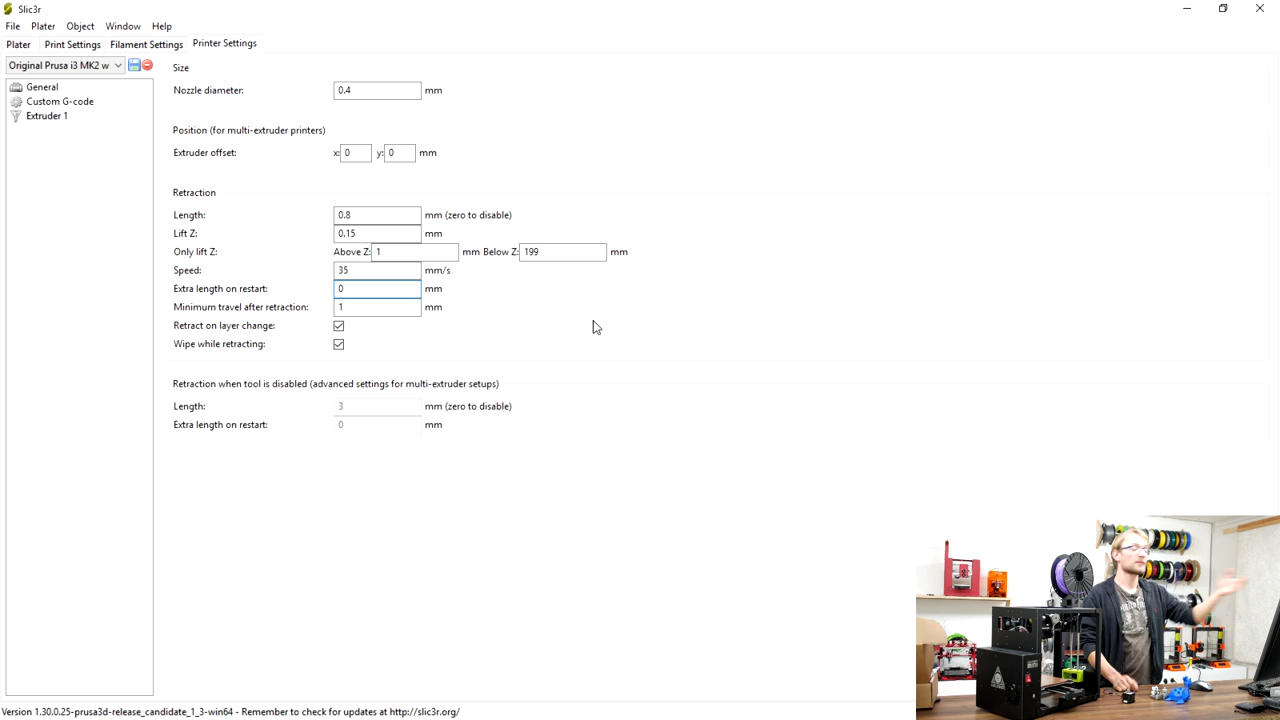 Slic3r
File Plater Object Window Help
Plater Print Settings Filament Settings Printer Settings
Original Prusa i3 MK2 w
General
Custom G-code
Extruder 1
Size
Nozzle diameter: 0.4 mm
Position (for multi-extruder printers)
Extruder offset: x: 0 y: 0 mm
Retraction
Length: 0.8 mm (zero to disable)
Lift Z: 0.15 mm
Only lift Z: Above Z: 1 mm Below Z: 199 mm
Speed: 35 mm/s
Extra length on restart: 0 mm
Minimum travel after retraction: 1 mm
Retract on layer change:
Wipe while retracting:
Retraction when tool is disabled (advanced settings for multi-extruder setups)
Length: 3 mm (zero to disable)
Extra length on restart: 0 mm
Version 1.30.0.25-prusa3d-release_candidate_1_3-win64 - Remember to check for updates at http://slic3r.org/